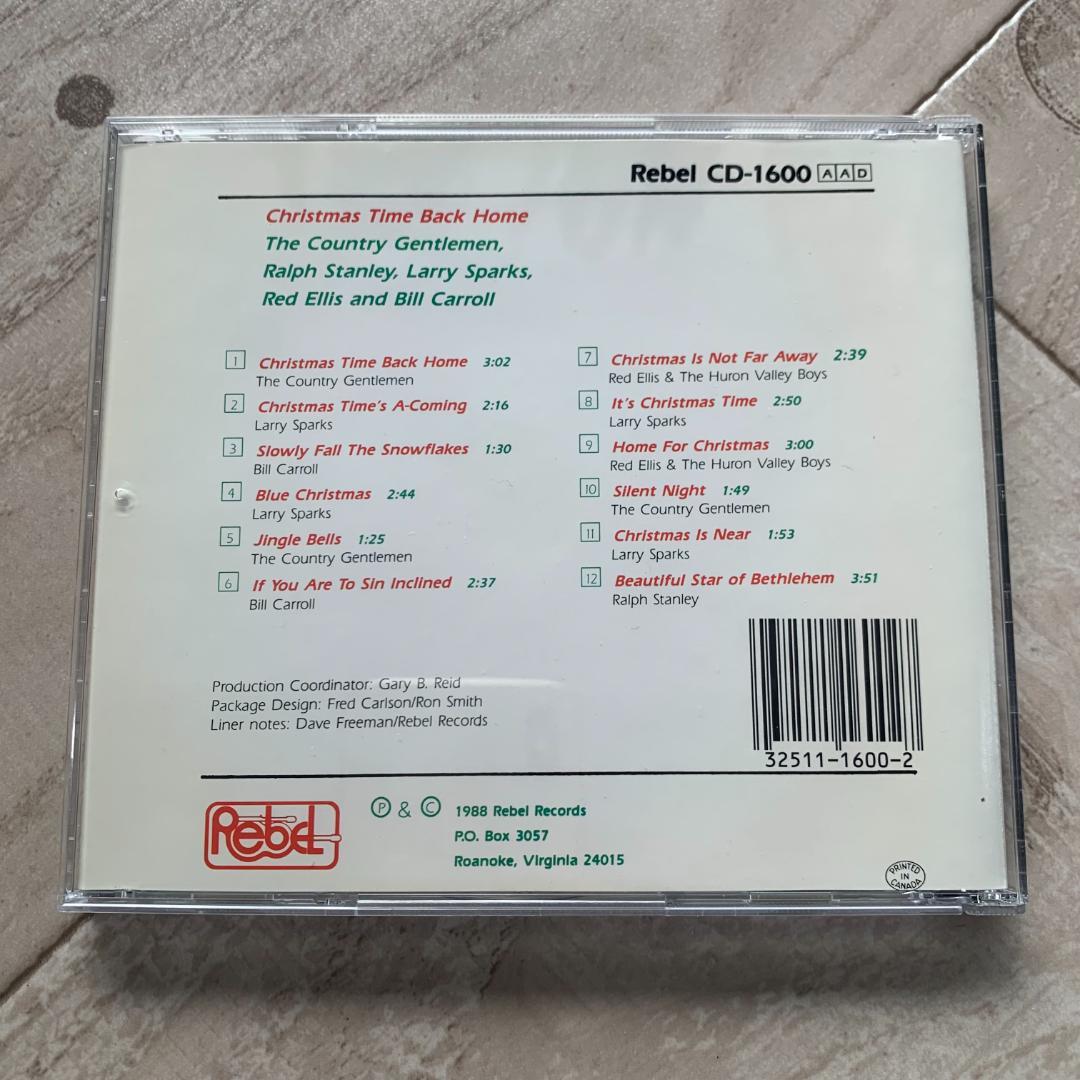 Rebel CD-1600 AAD
Christmas Time Back Home
The Country Gentlemen,
Ralph Stanley, Larry Sparks,
Red Ellis and Bill Carroll
1 Christmas Time Back Home 3:02
The Country Gentlemen
2 Christmas Time's A-Coming 2:16
Larry Sparks
3 Slowly Fall The Snowflakes 1:30
Bill Carroll
4 Blue Christmas 2:44
Larry Sparks
5 Jingle Bells 1:25
The Country Gentlemen
6 If You Are To Sin Inclined 2:37
Bill Carroll
7 Christmas Is Not Far Away 2:39
Red Ellis & The Huron Valley Boys
8 It's Christmas Time 2:50
Larry Sparks
9 Home For Christmas 3:00
Red Ellis & The Huron Valley Boys
10 Silent Night 1:49
The Country Gentlemen
11 Christmas Is Near 1:53
Larry Sparks
12 Beautiful Star of Bethlehem 3:51
Ralph Stanley
Production Coordinator: Gary B. Reid
Package Design: Fred Carlson/Ron Smith
Liner notes: Dave Freeman/Rebel Records
32511-1600-2
Rebel
Ⓟ & © 1988 Rebel Records
P.O. Box 3057
Roanoke, Virginia 24015
PRINTED
IN
CANADA